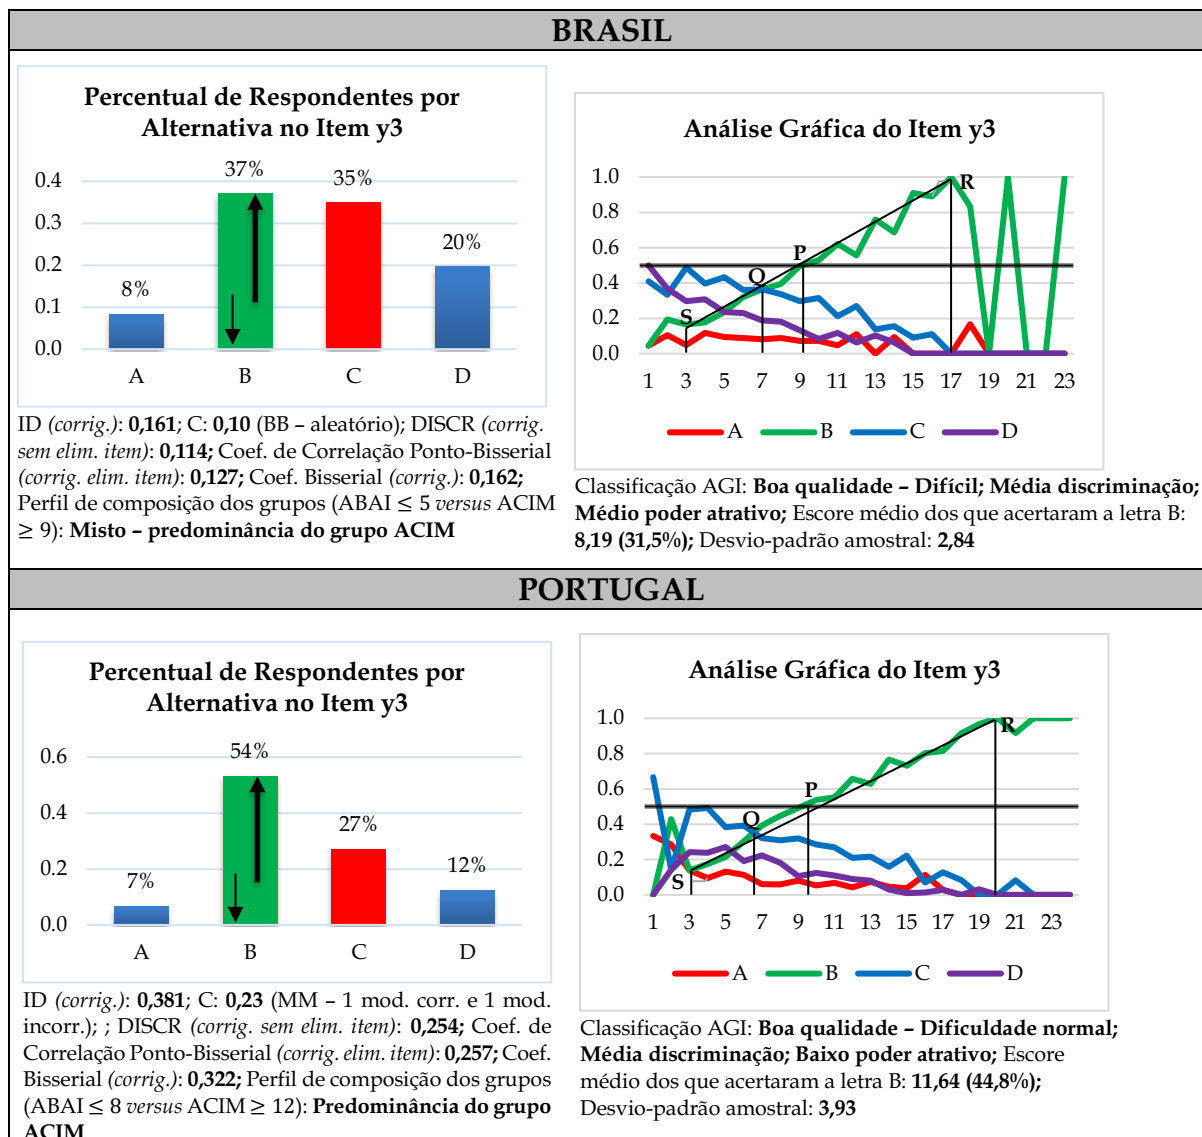 BRASIL
Percentual de Respondentes por
Alternativa no Item y3
37%
35%
20%
8%
0.4
0.3
0.2
0.1
0.0
A B C D
ID (corrig.): 0,161; C: 0,10 (BB – aleatório); DISCR (corrig.
sem elim. item): 0,114; Coef. de Correlação Ponto-Bisserial
(corrig. elim. item): 0,127; Coef. Bisserial (corrig.): 0,162;
Perfil de composição dos grupos (ABAI ≤ 5 versus ACIM
≥ 9): Misto – predominância do grupo ACIM
Análise Gráfica do Item y3
1.0
0.8
0.6
0.4
0.2
0.0
R
P
Q
S
1 3 5 7 9 11 13 15 17 19 21 23
A B C D
Classificação AGI: Boa qualidade – Difícil; Média discriminação;
Médio poder atrativo; Escore médio dos que acertaram a letra B:
8,19 (31,5%); Desvio-padrão amostral: 2,84
PORTUGAL
Percentual de Respondentes por
Alternativa no Item y3
54%
27%
12%
7%
0.6
0.4
0.2
0.0
A B C D
ID (corrig.): 0,381; C: 0,23 (MM – 1 mod. corr. e 1 mod.
incorr.); ; DISCR (corrig. sem elim. item): 0,254; Coef. de
Correlação Ponto-Bisserial (corrig. elim. item): 0,257; Coef.
Bisserial (corrig.): 0,322; Perfil de composição dos grupos
(ABAI ≤ 8 versus ACIM ≥ 12): Predominância do grupo
ACIM
Análise Gráfica do Item y3
1.0
0.8
0.6
0.4
0.2
0.0
R
P
Q
S
1 3 5 7 9 11 13 15 17 19 21 23
A B C D
Classificação AGI: Boa qualidade – Dificuldade normal;
Média discriminação; Baixo poder atrativo; Escore
médio dos que acertaram a letra B: 11,64 (44,8%);
Desvio-padrão amostral: 3,93